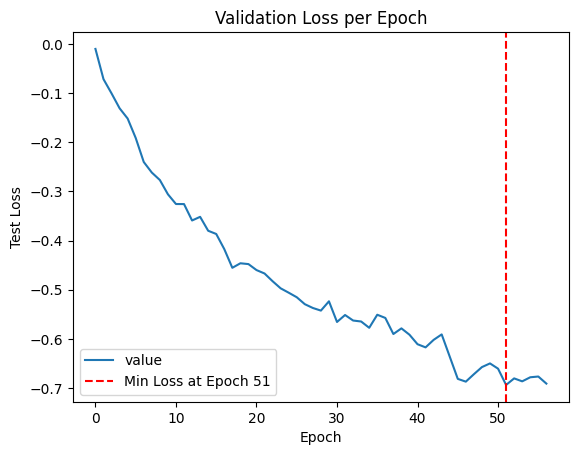 Validation Loss per Epoch
0.0
−0.1
−0.2
−0.3
−0.4
−0.5
−0.6
−0.7
Test Loss
value
Min Loss at Epoch 51
0 10 20 30 40 50
Epoch